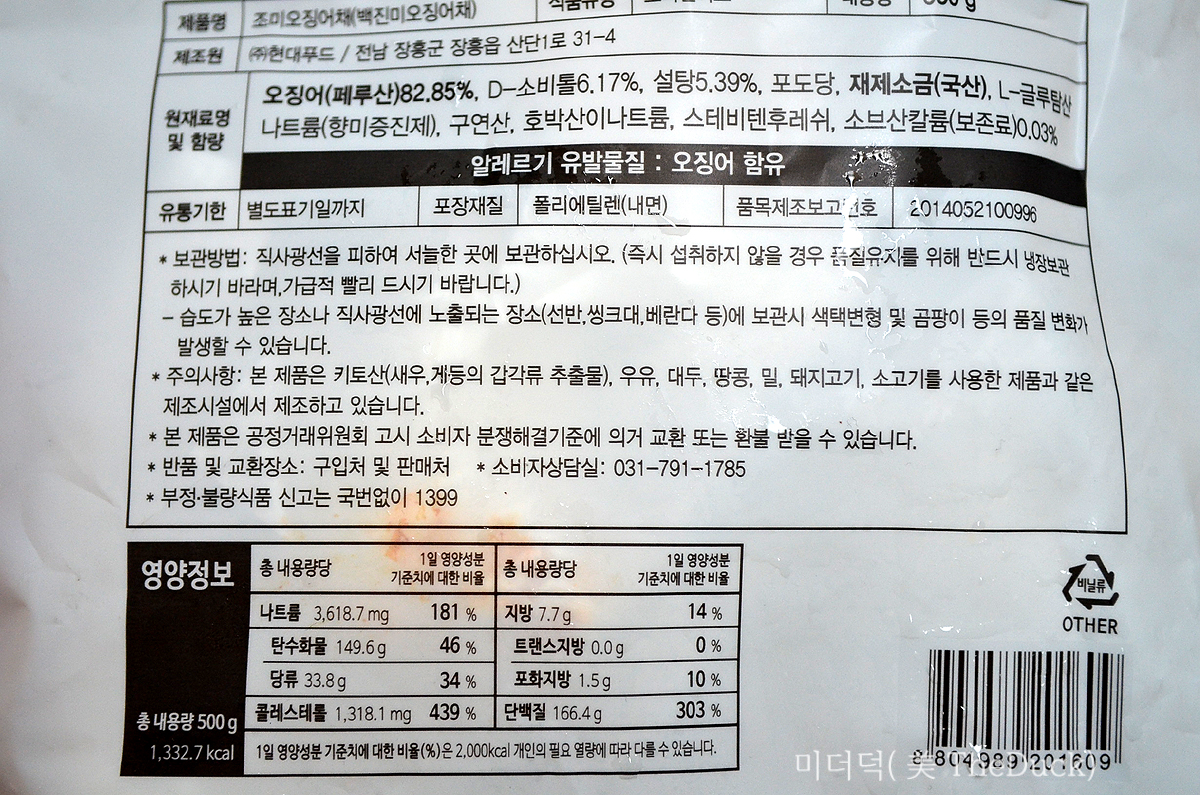 제품명 조미오징어채(백진미오징어채)
제조원 ㈜현대푸드 / 전남 장흥군 장흥읍 산단1로 31-4
원재료명 및 함량
오징어(페루산)82.85%, D-소비톨6.17%, 설탕5.39%, 포도당, 재제소금(국산), L-글루탐산
나트륨(향미증진제), 구연산, 호박산이나트륨, 스테비텐후레쉬, 소브산칼륨(보존료)0.03%
알레르기 유발물질 : 오징어 함유
유통기한 별도표기일까지 포장재질 폴리에틸렌(내면) 품목제조보고번호 2014052100996
* 보관방법: 직사광선을 피하여 서늘한 곳에 보관하십시오. (즉시 섭취하지 않을 경우 품질유지를 위해 반드시 냉장보관
하시기 바라며,가급적 빨리 드시기 바랍니다.)
- 습도가 높은 장소나 직사광선에 노출되는 장소(선반,씽크대,베란다 등)에 보관시 색택변형 및 곰팡이 등의 품질 변화가
발생할 수 있습니다.
* 주의사항: 본 제품은 키토산(새우,게등의 갑각류 추출물), 우유, 대두, 땅콩, 밀, 돼지고기, 소고기를 사용한 제품과 같은
제조시설에서 제조하고 있습니다.
* 본 제품은 공정거래위원회 고시 소비자 분쟁해결기준에 의거 교환 또는 환불 받을 수 있습니다.
* 반품 및 교환장소: 구입처 및 판매처 * 소비자상담실: 031-791-1785
* 부정·불량식품 신고는 국번없이 1399
영양정보
총 내용량 500 g
1,332.7 kcal
총 내용량당 1일 영양성분 기준치에 대한 비율 총 내용량당 1일 영양성분 기준치에 대한 비율
나트륨 3,618.7 mg 181 % 지방 7.7 g 14 %
탄수화물 149.6 g 46 % 트랜스지방 0.0 g 0 %
당류 33.8 g 34 % 포화지방 1.5 g 10 %
콜레스테롤 1,318.1 mg 439 % 단백질 166.4 g 303 %
1일 영양성분 기준치에 대한 비율(%)은 2,000kcal 개인의 필요 열량에 따라 다를 수 있습니다.
비닐류
OTHER
8 804989 201609
미더덕( 美 TheDuck)